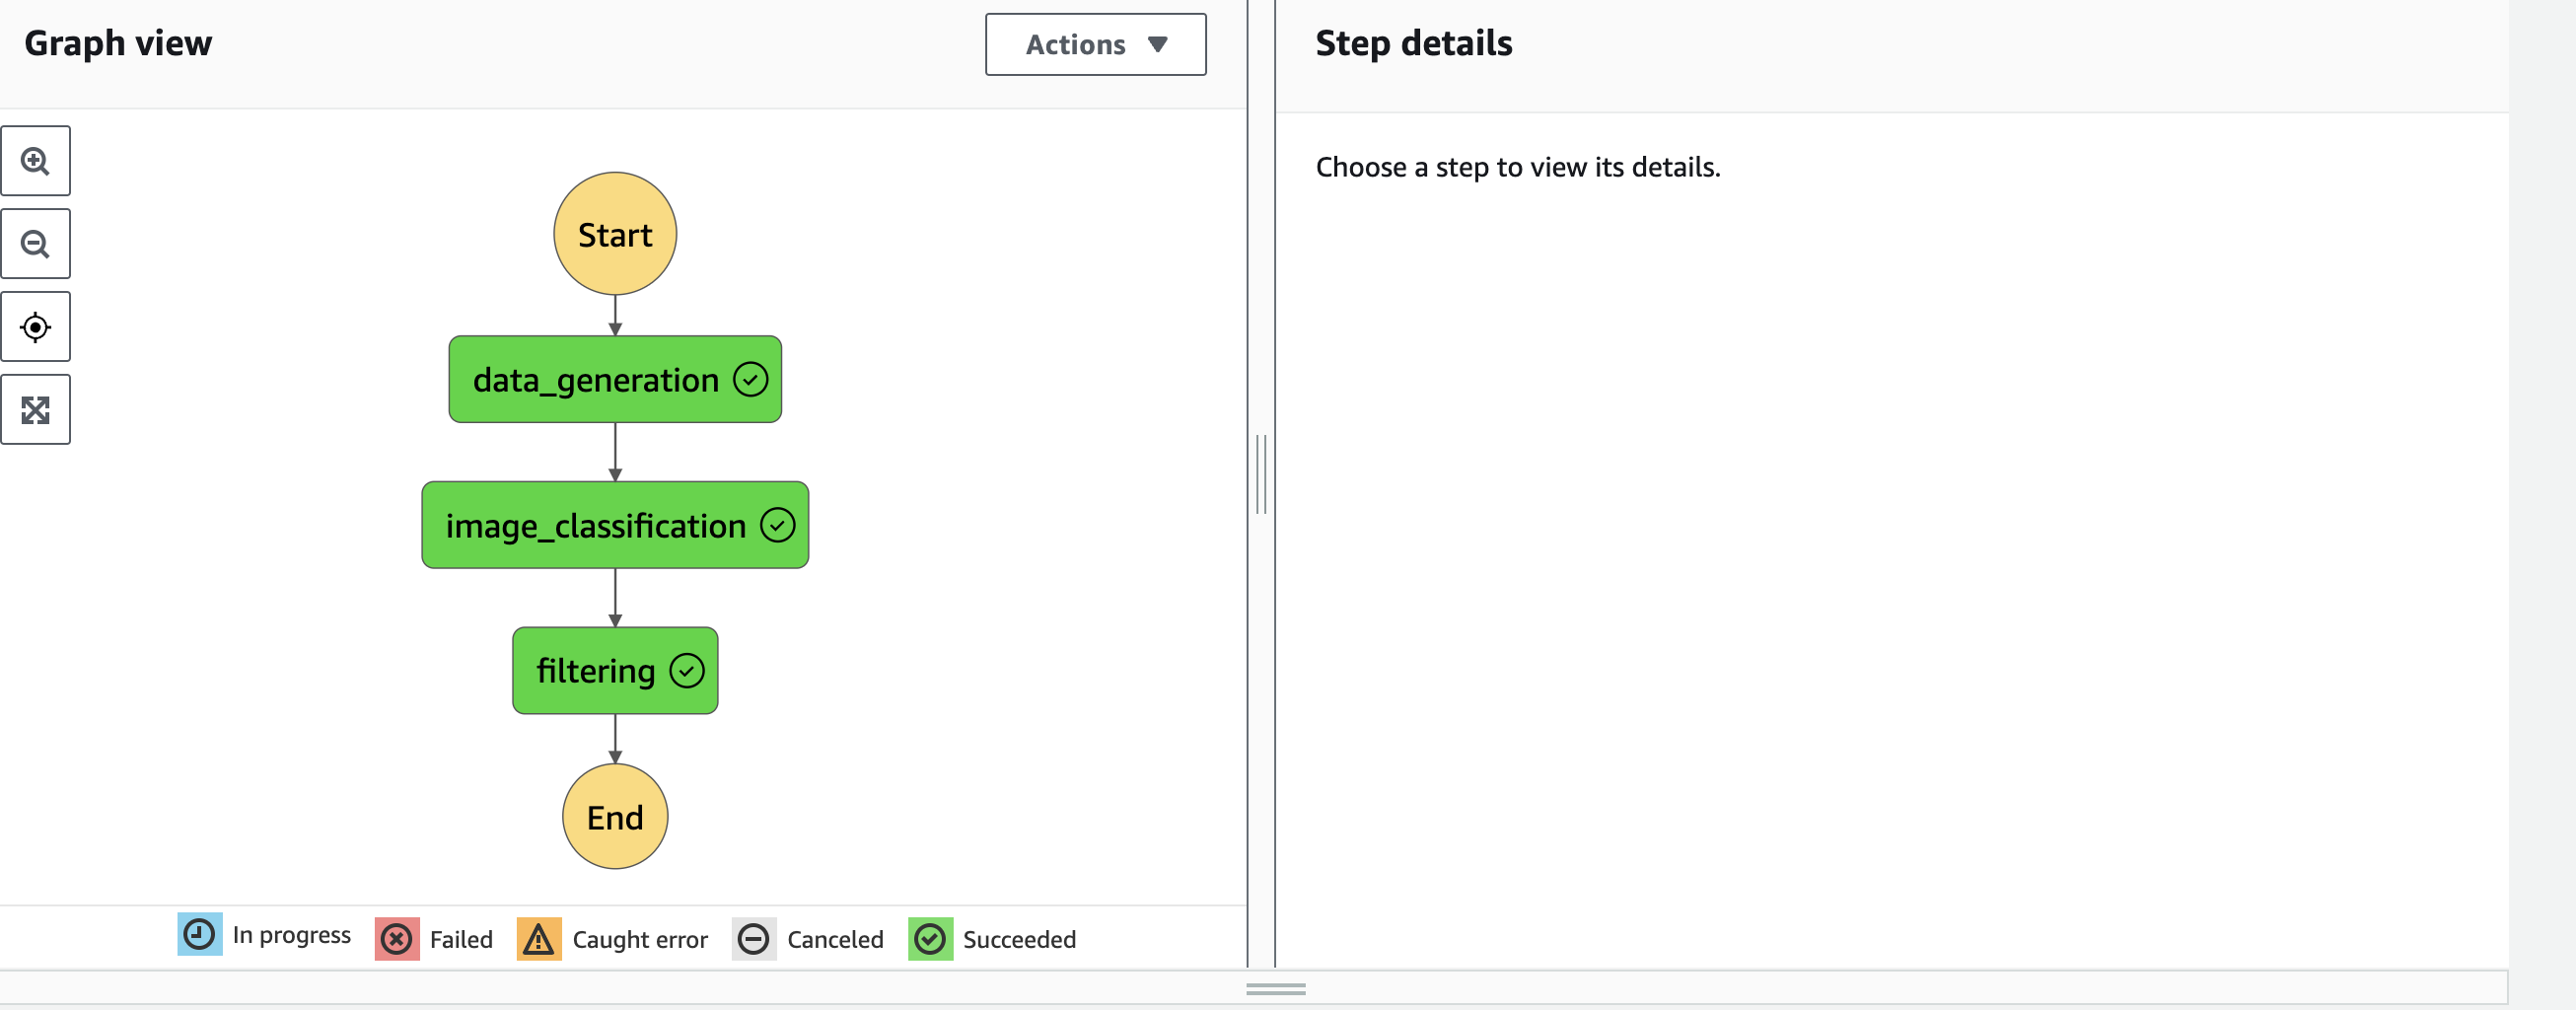 Graph view
Actions
Start
data_generation
image_classification
filtering
End
In progress Failed Caught error Canceled Succeeded
Step details
Choose a step to view its details.